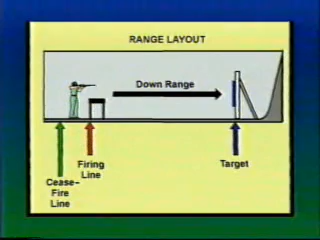 RANGE LAYOUT
Down Range
Firing
Line
Target
Cease-
Fire
Line